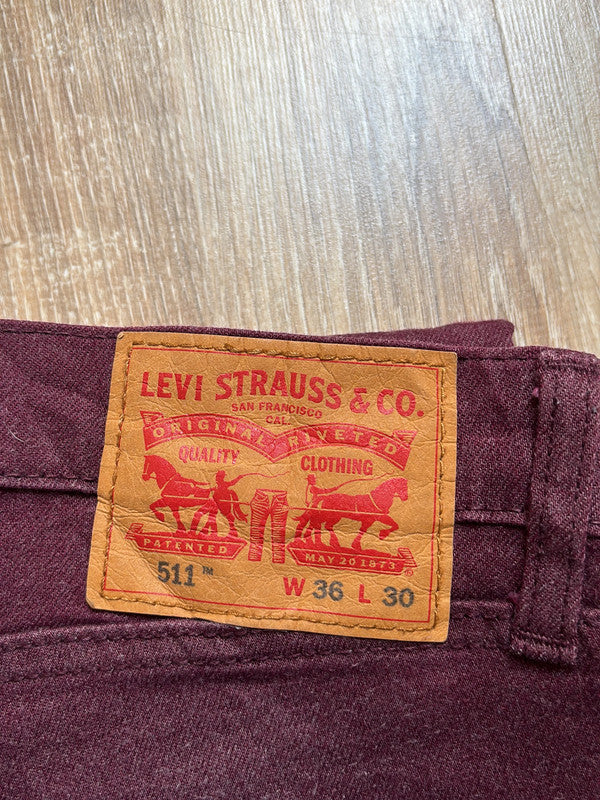 LEVI STRAUSS & CO.
SAN FRANCISCO
CAL.
ORIGINAL RIVETED
QUALITY CLOTHING
PATENTED MAY 20 1873
®
511™ W 36 L 30